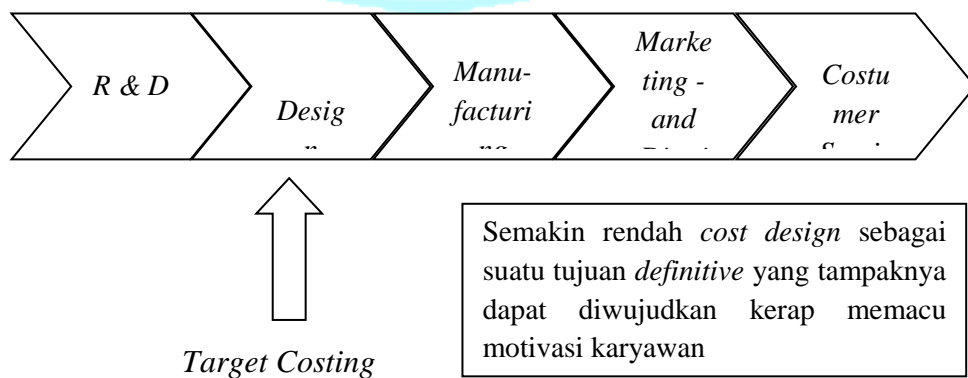 R & D
Desig
Manu-
facturi
Marke
ting -
and
Costu
mer
Semakin rendah cost design sebagai
suatu tujuan definitive yang tampaknya
dapat diwujudkan kerap memacu
motivasi karyawan
Target Costing